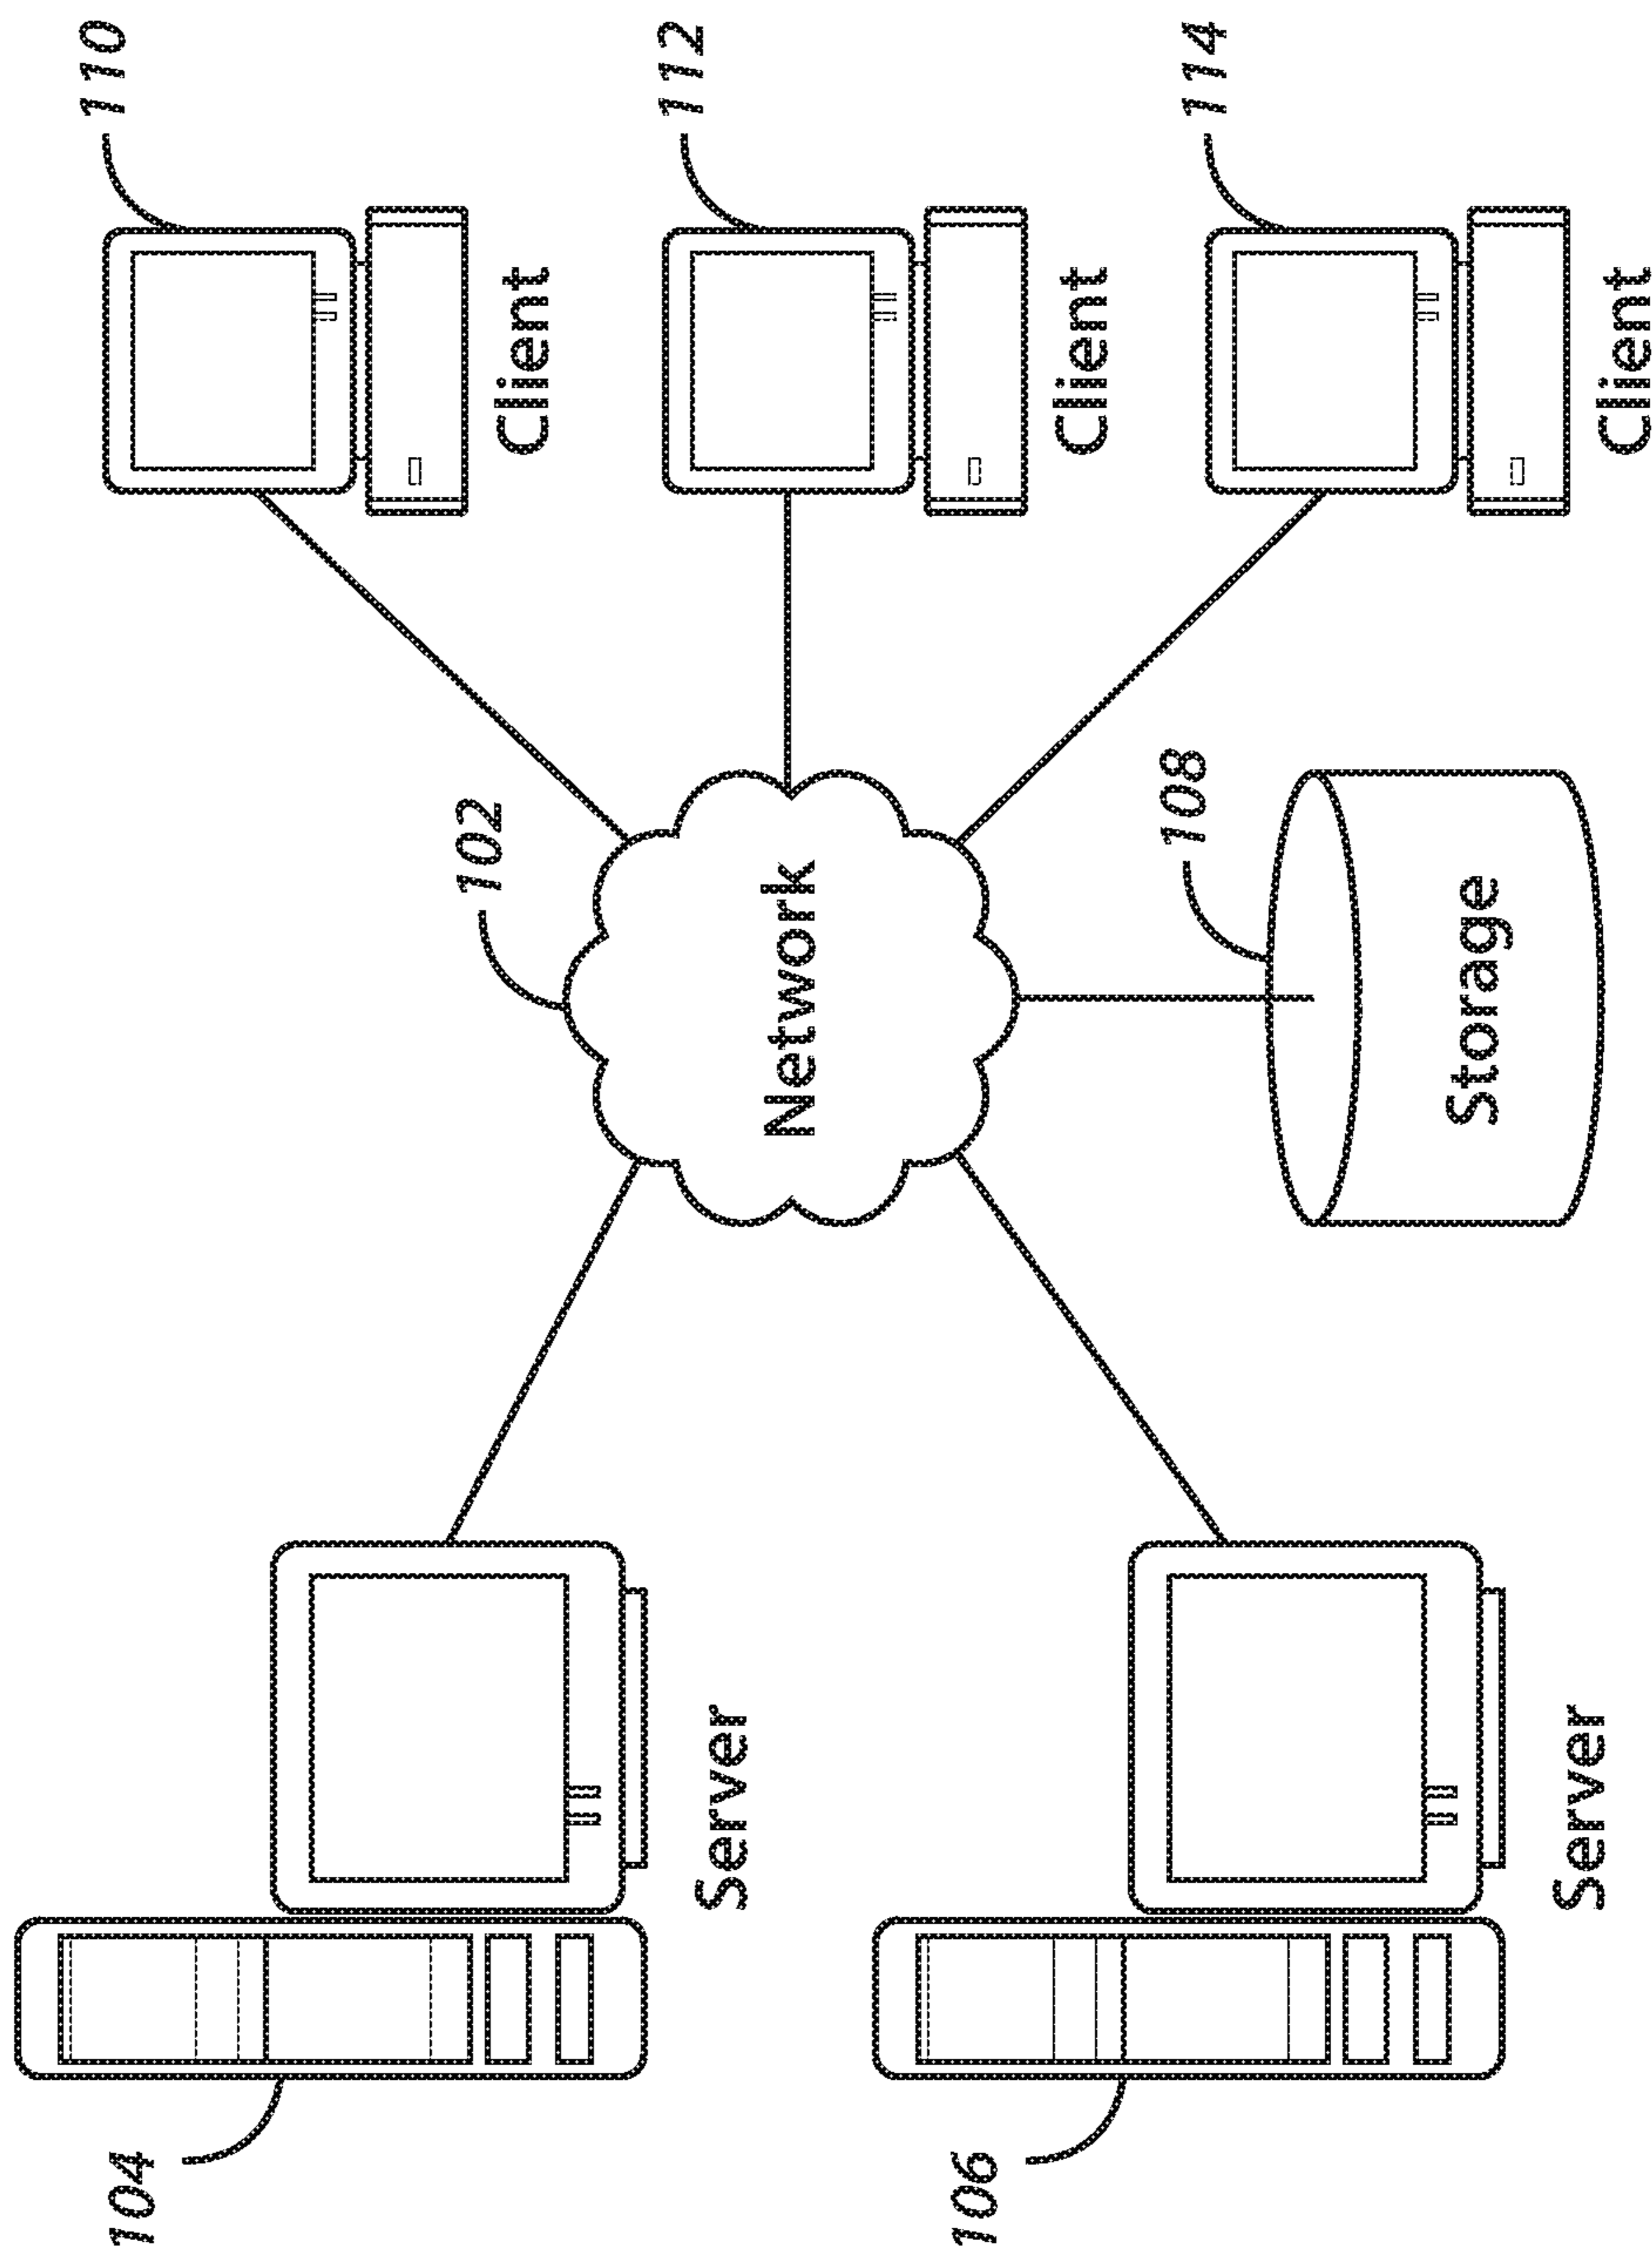 104
110
102
Client
112
Server
Network
106
Client
108
114
Storage
Server
Client